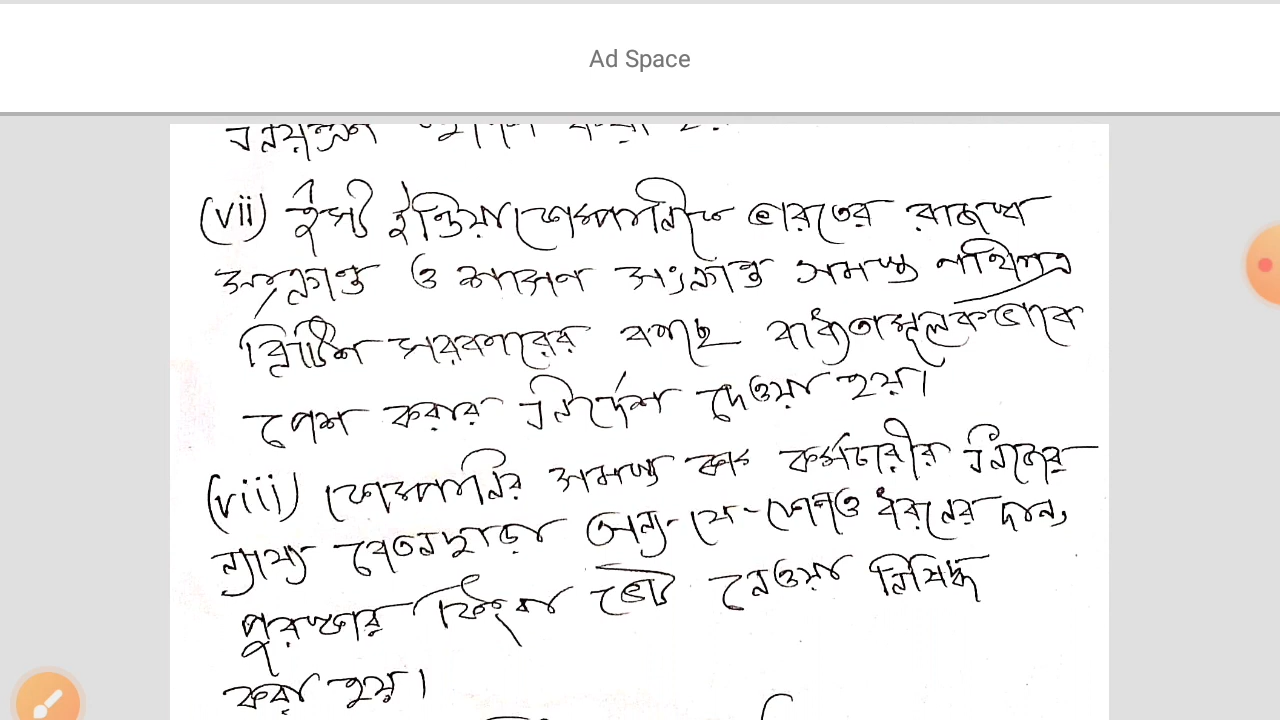 Ad Space
(vii) ইস্ট ইন্ডিয়া কোম্পানীকে ভারতের রাজস্ব
সংক্রান্ত ও শাসন সংক্রান্ত সমস্ত নথিপত্র
ব্রিটিশ সরকারের কাছে বাধ্যতামূলকভাবে
পেশ করার নির্দেশ দেওয়া হয়।
(viii) কোম্পানির সমস্ত কর্মচারীর নিজের
ন্যায্য বেতনছাড়া অন্য যে-কোনও ধরনের দান,
পুরস্কার কিংবা ভেট নেওয়া নিষিদ্ধ
করা হয়।